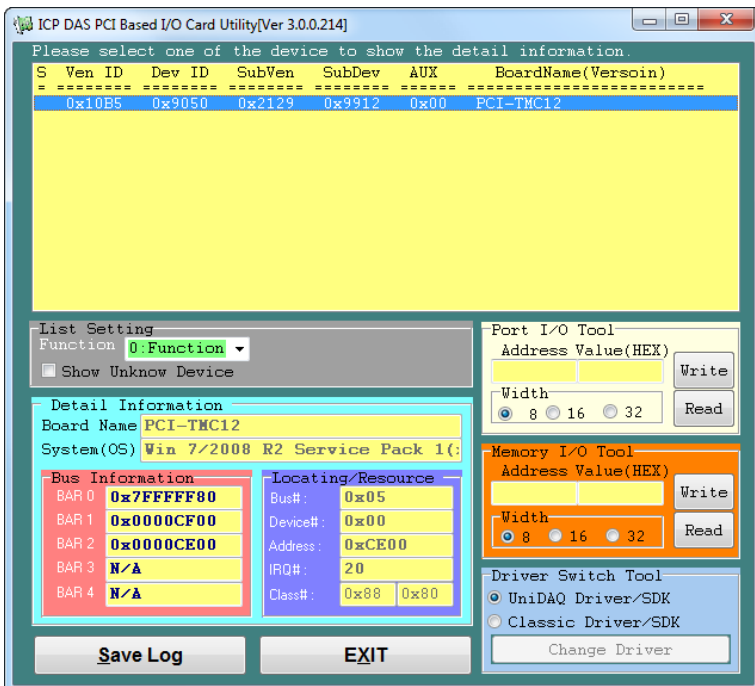 ICP DAS PCI Based I/O Card Utility[Ver 3.0.0.214]
Please select one of the device to show the detail information.
S Ven ID Dev ID SubVen SubDev AUX BoardName(Versoin)
= ======== ======== ======== ======== ====== ==========================
0x10B5 0x9050 0x2129 0x9912 0x00 PCI-TMC12
List Setting
Function 0:Function
Show Unknow Device
Detail Information
Board Name PCI-TMC12
System(OS) Win 7/2008 R2 Service Pack 1(:
Bus Information
BAR 0 0x7FFFFF80
BAR 1 0x0000CF00
BAR 2 0x0000CE00
BAR 3 N/A
BAR 4 N/A
Locating/Resource
Bus#: 0x05
Device#: 0x00
Address: 0xCE00
IRQ#: 20
Class#: 0x88 0x80
Save Log
EXIT
Port I/O Tool
Address Value(HEX)
Write
Width
8 16 32
Read
Memory I/O Tool
Address Value(HEX)
Write
Width
8 16 32
Read
Driver Switch Tool
UniDAQ Driver/SDK
Classic Driver/SDK
Change Driver